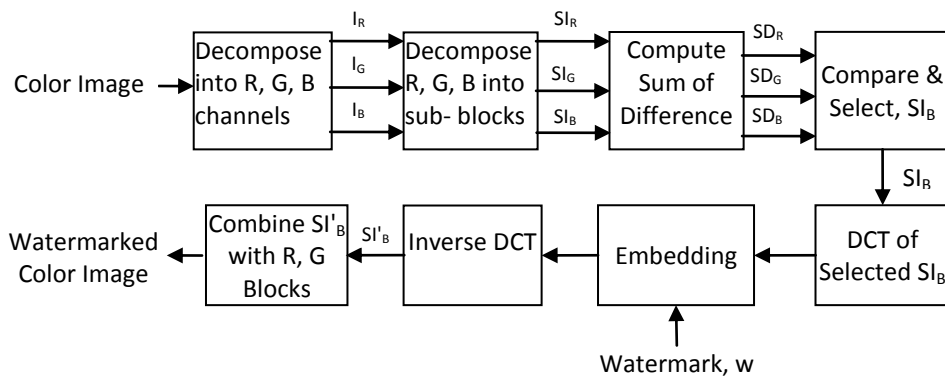 Color Image
Decompose
into R, G, B
channels
I_R
I_G
I_B
Decompose
R, G, B into
sub- blocks
SI_R
SI_G
SI_B
Compute
Sum of
Difference
SD_R
SD_G
SD_B
Compare &
Select, SI_B
SI_B
DCT of
Selected SI_B
Embedding
Watermark, w
Inverse DCT
SI'_B
Combine SI'_B
with R, G
Blocks
Watermarked
Color Image